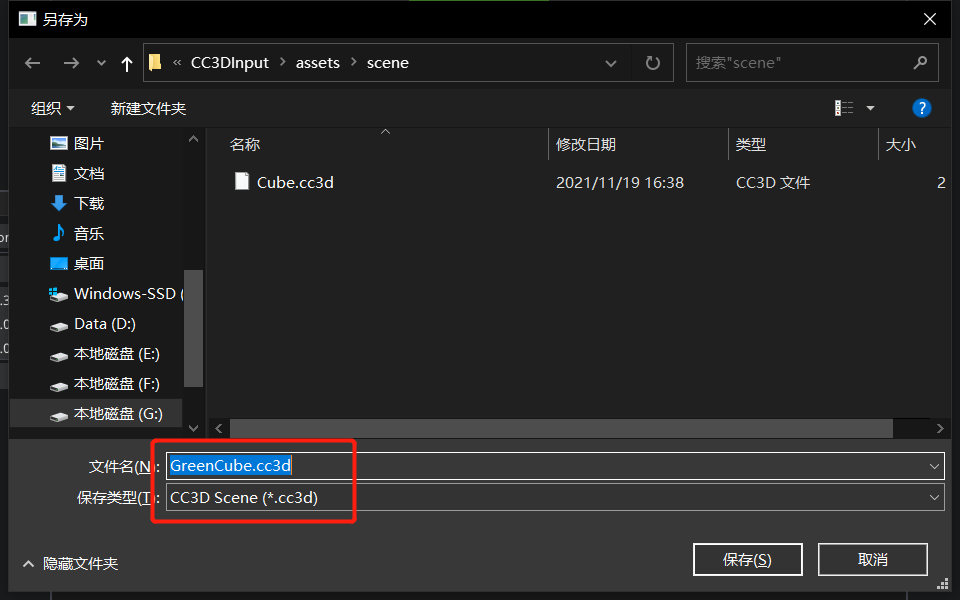 另存为
« CC3DInput › assets › scene
搜索"scene"
组织
新建文件夹
?
名称 修改日期 类型 大小
Cube.cc3d 2021/11/19 16:38 CC3D 文件 2
图片
文档
下载
音乐
桌面
Windows-SSD (
Data (D:)
本地磁盘 (E:)
本地磁盘 (F:)
本地磁盘 (G:)
文件名(N): GreenCube.cc3d
保存类型(T): CC3D Scene (*.cc3d)
隐藏文件夹
保存(S)
取消